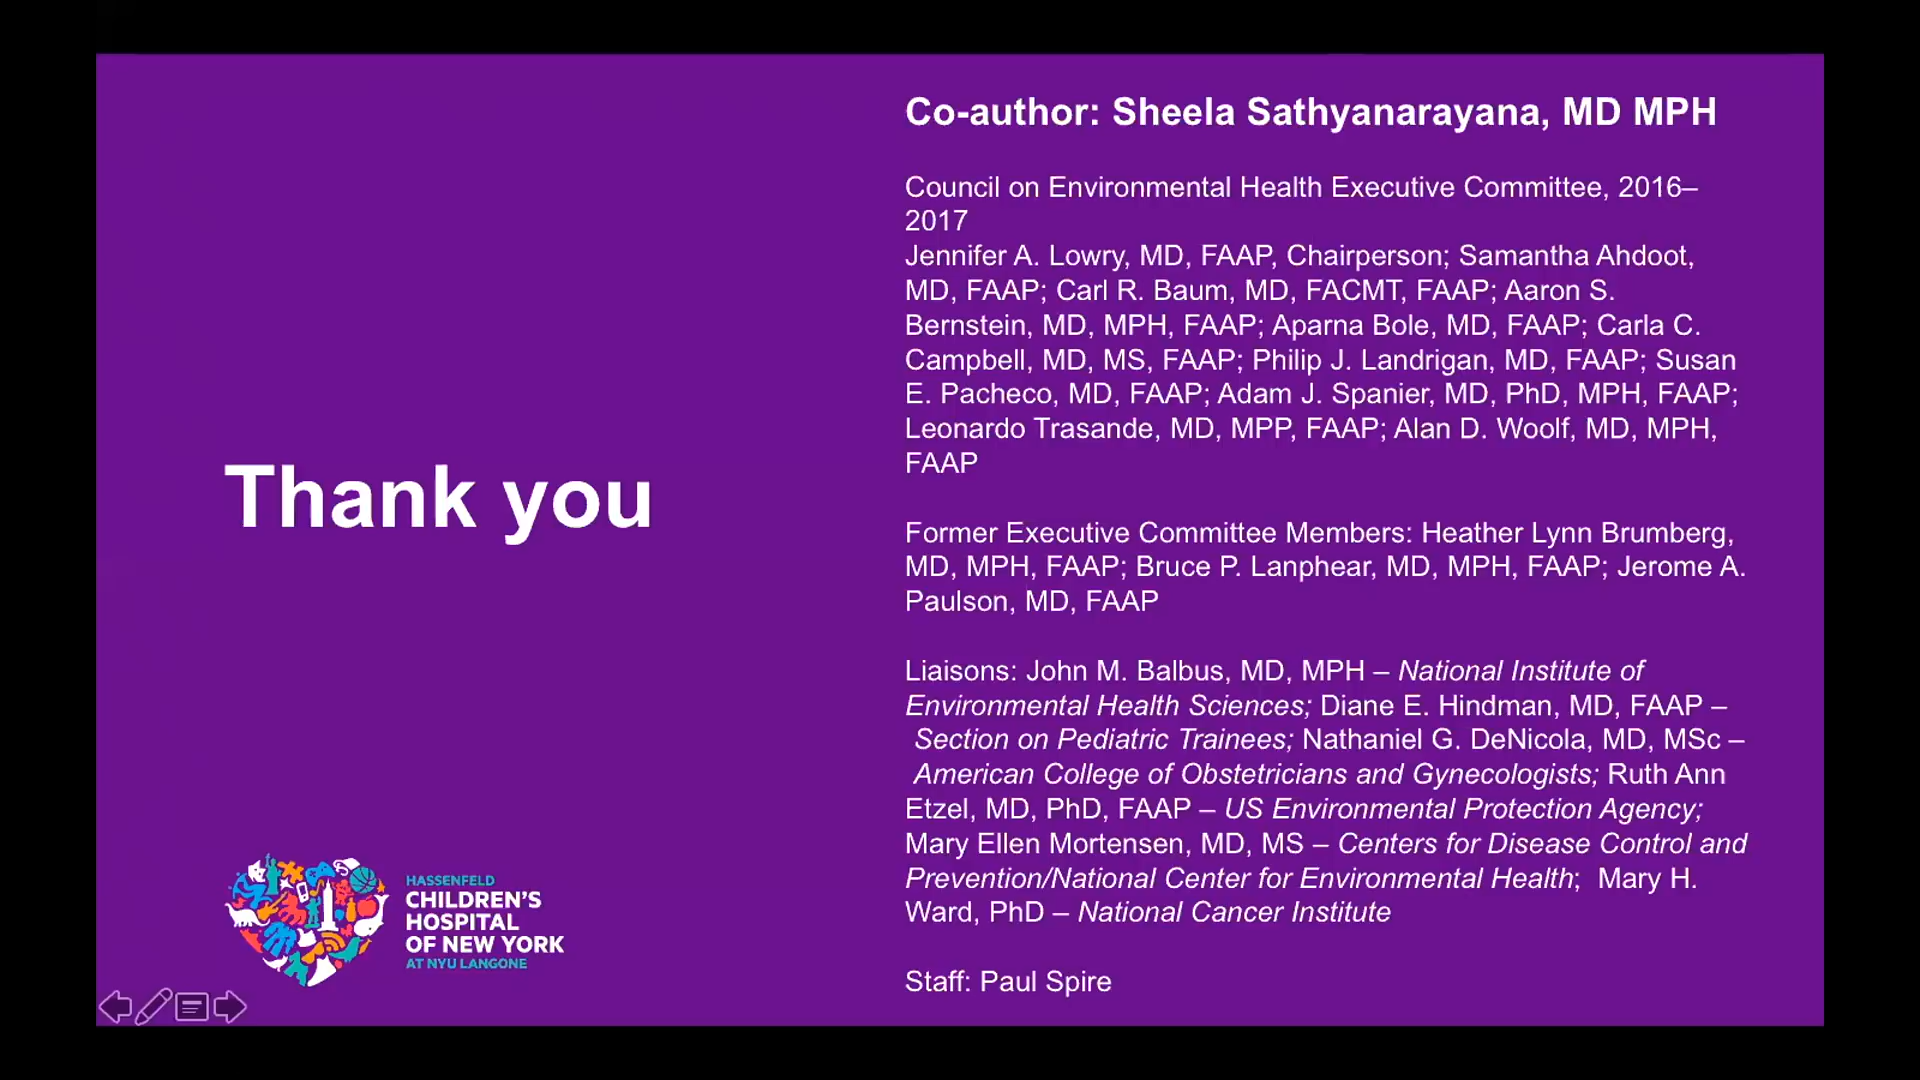 Thank you
HASSENFELD
CHILDREN'S
HOSPITAL
OF NEW YORK
AT NYU LANGONE
Co-author: Sheela Sathyanarayana, MD MPH
Council on Environmental Health Executive Committee, 2016–
2017
Jennifer A. Lowry, MD, FAAP, Chairperson; Samantha Ahdoot,
MD, FAAP; Carl R. Baum, MD, FACMT, FAAP; Aaron S.
Bernstein, MD, MPH, FAAP; Aparna Bole, MD, FAAP; Carla C.
Campbell, MD, MS, FAAP; Philip J. Landrigan, MD, FAAP; Susan
E. Pacheco, MD, FAAP; Adam J. Spanier, MD, PhD, MPH, FAAP;
Leonardo Trasande, MD, MPP, FAAP; Alan D. Woolf, MD, MPH,
FAAP
Former Executive Committee Members: Heather Lynn Brumberg,
MD, MPH, FAAP; Bruce P. Lanphear, MD, MPH, FAAP; Jerome A.
Paulson, MD, FAAP
Liaisons: John M. Balbus, MD, MPH – National Institute of
Environmental Health Sciences; Diane E. Hindman, MD, FAAP –
Section on Pediatric Trainees; Nathaniel G. DeNicola, MD, MSc –
American College of Obstetricians and Gynecologists; Ruth Ann
Etzel, MD, PhD, FAAP – US Environmental Protection Agency;
Mary Ellen Mortensen, MD, MS – Centers for Disease Control and
Prevention/National Center for Environmental Health; Mary H.
Ward, PhD – National Cancer Institute
Staff: Paul Spire